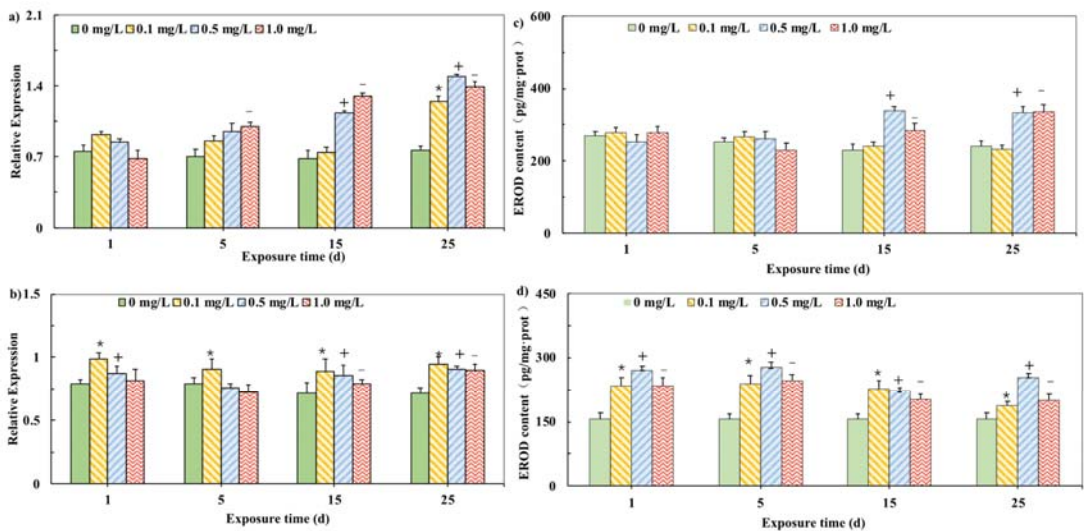 a)
2.1
1.4
0.7
0
Relative Expression
0 mg/L 0.1 mg/L 0.5 mg/L 1.0 mg/L
* + − + − + −
1 5 15 25
Exposure time (d)
c)
600
400
200
0
EROD content（pg/mg·prot）
0 mg/L 0.1 mg/L 0.5 mg/L 1.0 mg/L
+ − + −
1 5 15 25
Exposure time (d)
b)
1.5
1
0.5
0
Relative Expression
0 mg/L 0.1 mg/L 0.5 mg/L 1.0 mg/L
* + * * + − * + −
1 5 15 25
Exposure time (d)
d)
450
300
150
0
EROD content（pg/mg·prot）
0 mg/L 0.1 mg/L 0.5 mg/L 1.0 mg/L
* + − * + − * + − * + −
1 5 15 25
Exposure time (d)